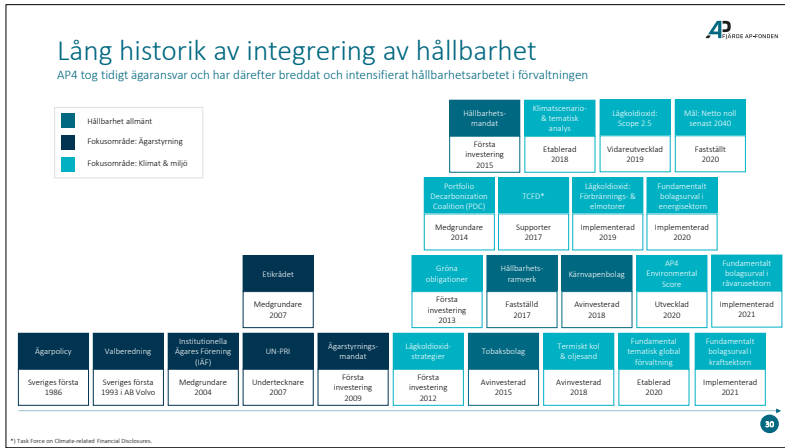 Lång historik av integrering av hållbarhet
AP4 tog tidigt ägaransvar och har därefter breddat och intensifierat hållbarhetsarbetet i förvaltningen
AP
FJÄRDE AP-FONDEN
Hållbarhet allmänt
Fokusområde: Ägarstyrning
Fokusområde: Klimat & miljö
Hållbarhets-
mandat
Första
investering
2015
Klimatscenario-
& tematisk
analys
Etablerad
2018
Lågkoldioxid:
Scope 2.5
Vidareutvecklad
2019
Mål: Netto noll
senast 2040
Fastställt
2020
Portfolio
Decarbonization
Coalition (PDC)
Medgrundare
2014
TCFD*
Supporter
2017
Lågkoldioxid:
Förbrännings- &
elmotorer
Implementerad
2019
Fundamentalt
bolagsurval i
energisektorn
Implementerad
2020
Etikrådet
Medgrundare
2007
Gröna
obligationer
Första
investering
2013
Hållbarhets-
ramverk
Fastställd
2017
Kärnvapenbolag
Avinvesterad
2018
AP4
Environmental
Score
Utvecklad
2020
Fundamentalt
bolagsurval i
råvarusektorn
Implementerad
2021
Ägarpolicy
Sveriges första
1986
Valberedning
Sveriges första
1993 i AB Volvo
Institutionella
Ägares Förening
(IÄF)
Medgrundare
2004
UN-PRI
Undertecknare
2007
Ägarstyrnings-
mandat
Första
investering
2009
Lågkoldioxid-
strategier
Första
investering
2012
Tobaksbolag
Avinvesterad
2015
Termiskt kol
& oljesand
Avinvesterad
2018
Fundamental
tematisk global
förvaltning
Etablerad
2020
Fundamentalt
bolagsurval i
kraftsektorn
Implementerad
2021
30
*) Task Force on Climate-related Financial Disclosures.